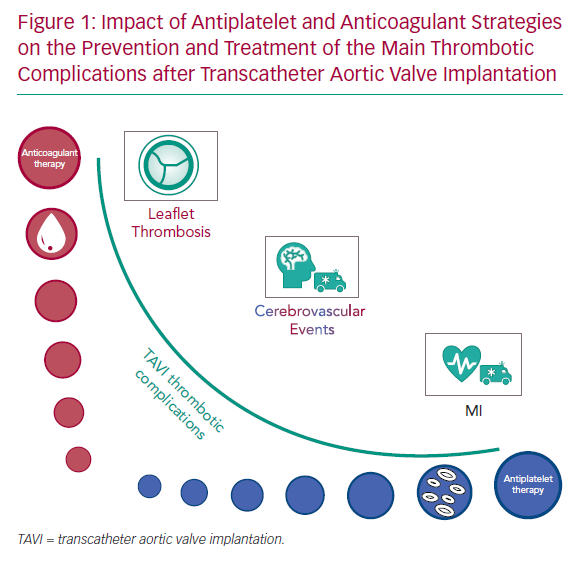 Figure 1: Impact of Antiplatelet and Anticoagulant Strategies
on the Prevention and Treatment of the Main Thrombotic
Complications after Transcatheter Aortic Valve Implantation
Anticoagulant
therapy
Leaflet
Thrombosis
Cerebrovascular
Events
MI
TAVI thrombotic
complications
Antiplatelet
therapy
TAVI = transcatheter aortic valve implantation.